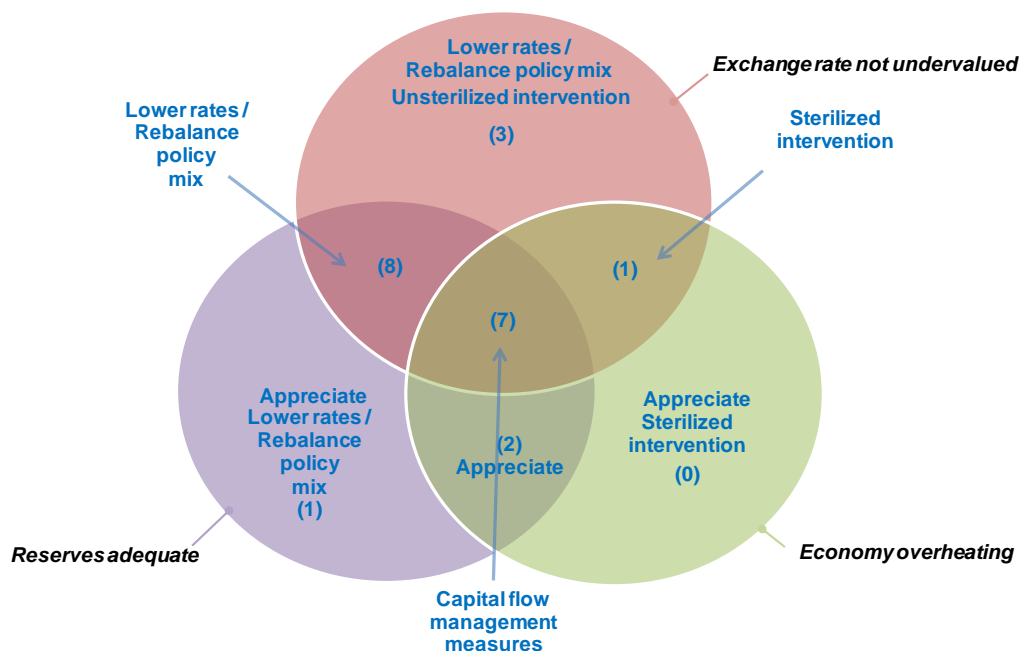 Lower rates /
Rebalance policy mix
Unsterilized intervention
(3)
Exchange rate not undervalued
Lower rates /
Rebalance
policy
mix
Sterilized
intervention
(8)
(1)
(7)
Appreciate
Lower rates /
Rebalance
policy
mix
(1)
(2)
Appreciate
Appreciate
Sterilized
intervention
(0)
Reserves adequate
Economy overheating
Capital flow
management
measures